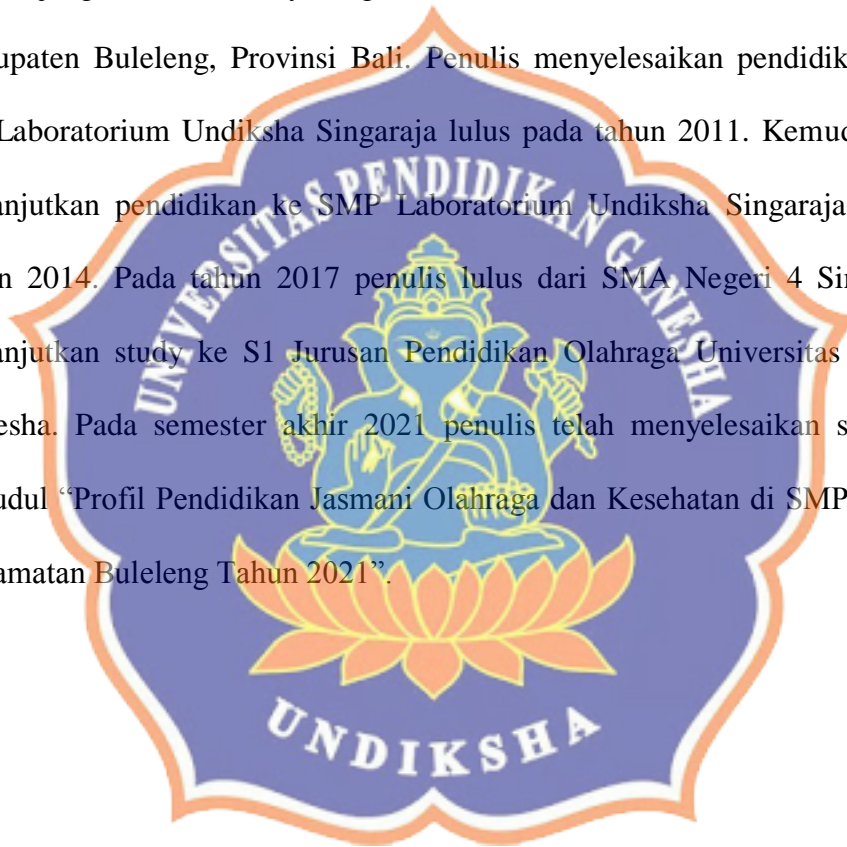 upaten Buleleng, Provinsi Bali. Penulis menyelesaikan pendidik
Laboratorium Undiksha Singaraja lulus pada tahun 2011. Kemud
anjutkan pendidikan ke SMP Laboratorium Undiksha Singaraja
n 2014. Pada tahun 2017 penulis lulus dari SMA Negeri 4 Sin
anjutkan study ke S1 Jurusan Pendidikan Olahraga Universitas
esha. Pada semester akhir 2021 penulis telah menyelesaikan s
udul “Profil Pendidikan Jasmani Olahraga dan Kesehatan di SMP
amatan Buleleng Tahun 2021”.
UNIVERSITAS PENDIDIKAN GANESHA
UNDIKSHA